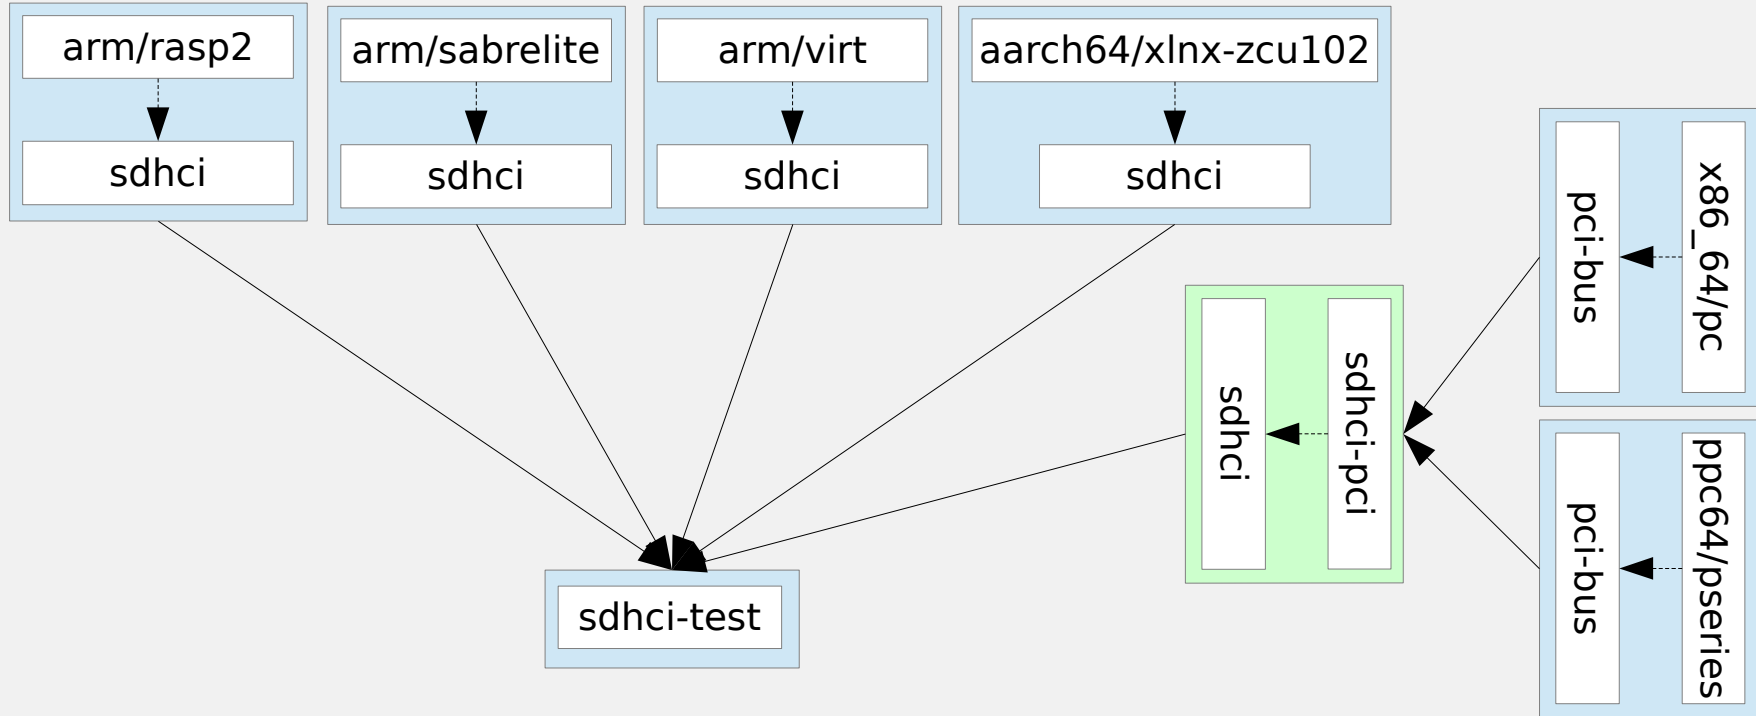 arm/rasp2
sdhci
arm/sabrelite
sdhci
arm/virt
sdhci
aarch64/xlnx-zcu102
sdhci
x86_64/pc
pci-bus
sdhci-pci
sdhci
ppc64/pseries
pci-bus
sdhci-test